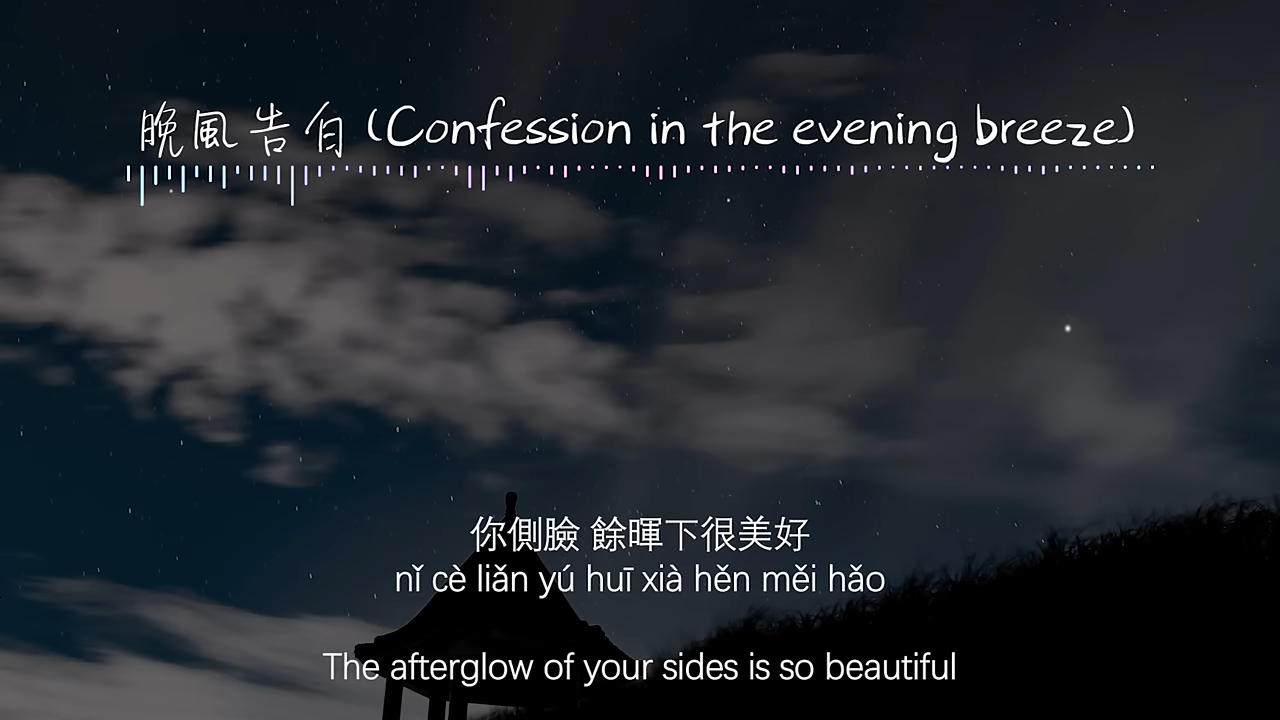 晚風告白 (Confession in the evening breeze)
你側臉 餘暉下很美好
nǐ cè liǎn yú huī xià hěn měi hǎo
The afterglow of your sides is so beautiful